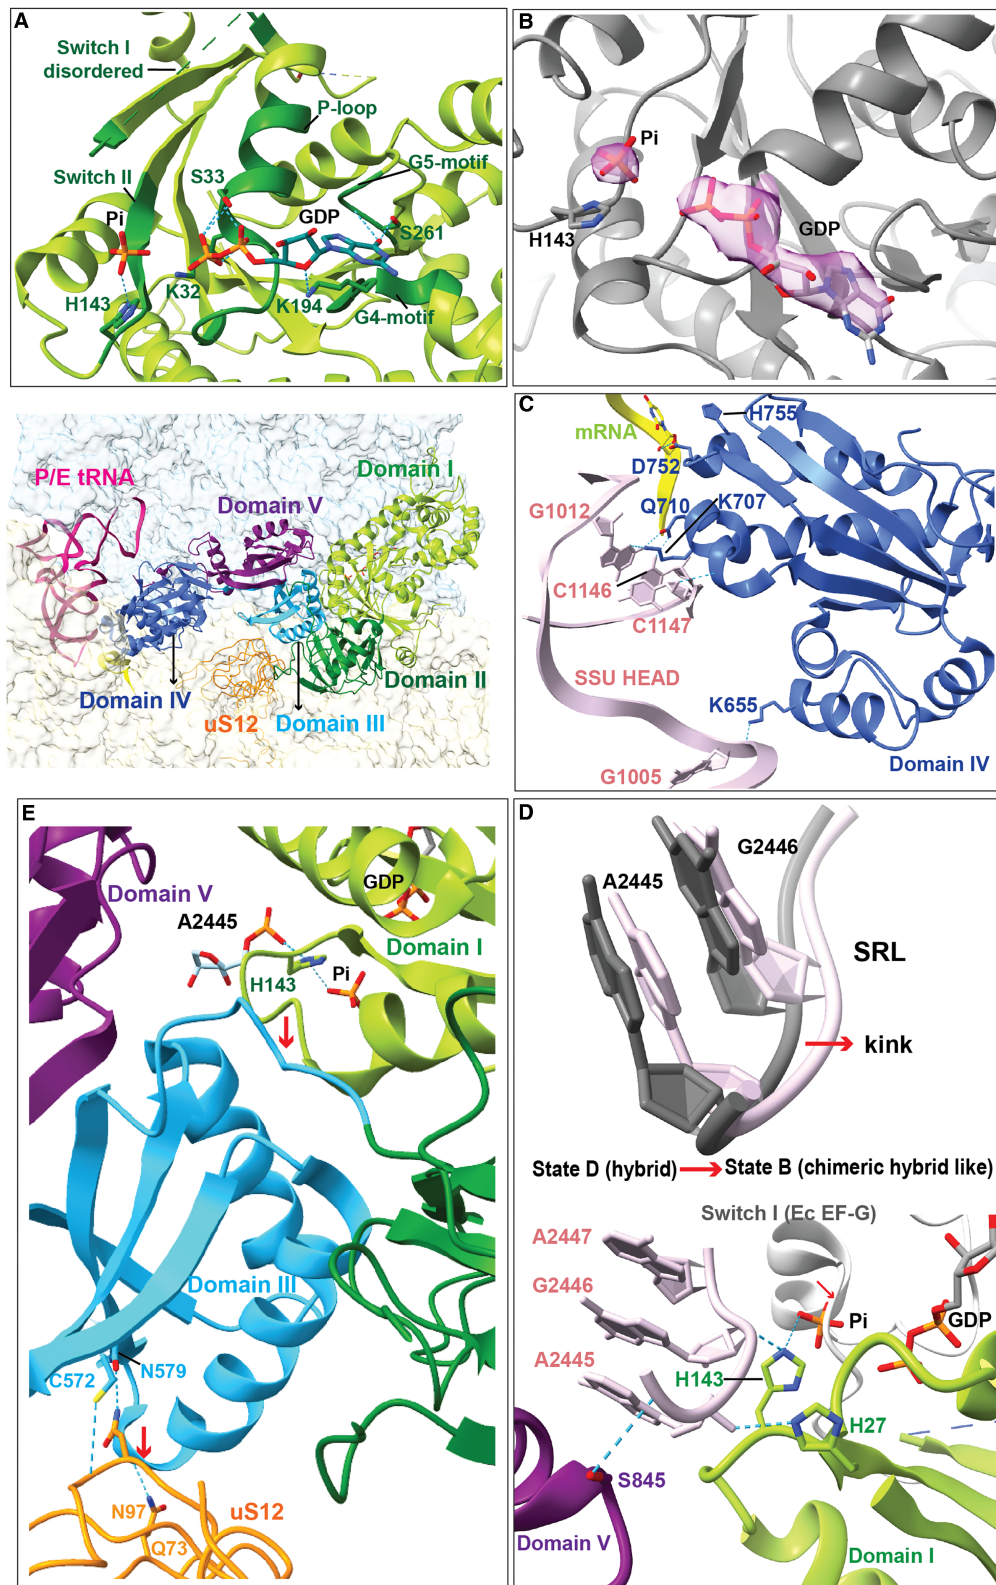 A
Switch I
disordered
P-loop
G5-motif
Switch II
S33
GDP
Pi
S261
H143
K32
K194
G4-motif
B
Pi
H143
GDP
P/E tRNA
Domain V
Domain I
Domain IV
uS12
Domain III
Domain II
C
mRNA
H755
D752
Q710
K707
G1012
C1146
C1147
SSU HEAD
K655
G1005
Domain IV
E
Domain V
GDP
A2445
Domain I
H143
Pi
Domain III
C572
N579
N97
uS12
Q73
D
G2446
A2445
SRL
kink
State D (hybrid)
State B (chimeric hybrid like)
Switch I (Ec EF-G)
A2447
G2446
Pi
GDP
A2445
H143
H27
S845
Domain V
Domain I